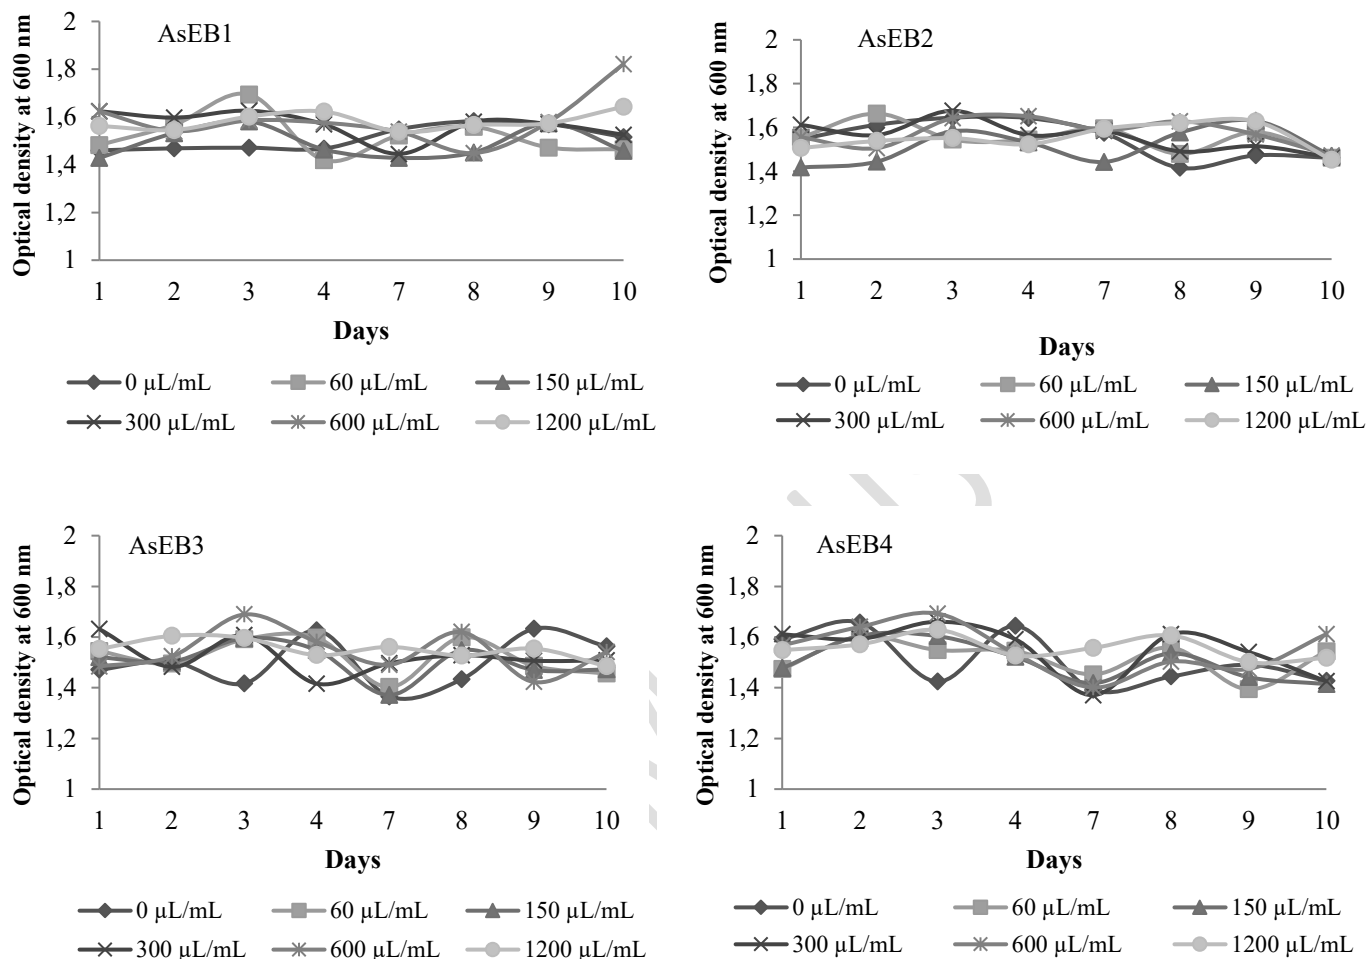 AsEB1
Optical density at 600 nm
2
1,8
1,6
1,4
1,2
1
1 2 3 4 7 8 9 10
Days
0 µL/mL 60 µL/mL 150 µL/mL
300 µL/mL 600 µL/mL 1200 µL/mL
AsEB2
Optical density at 600 nm
2
1,8
1,6
1,4
1,2
1
1 2 3 4 7 8 9 10
Days
0 µL/mL 60 µL/mL 150 µL/mL
300 µL/mL 600 µL/mL 1200 µL/mL
AsEB3
Optical density at 600 nm
2
1,8
1,6
1,4
1,2
1
1 2 3 4 7 8 9 10
Days
0 µL/mL 60 µL/mL 150 µL/mL
300 µL/mL 600 µL/mL 1200 µL/mL
AsEB4
Optical density at 600 nm
2
1,8
1,6
1,4
1,2
1
1 2 3 4 7 8 9 10
Days
0 µL/mL 60 µL/mL 150 µL/mL
300 µL/mL 600 µL/mL 1200 µL/mL